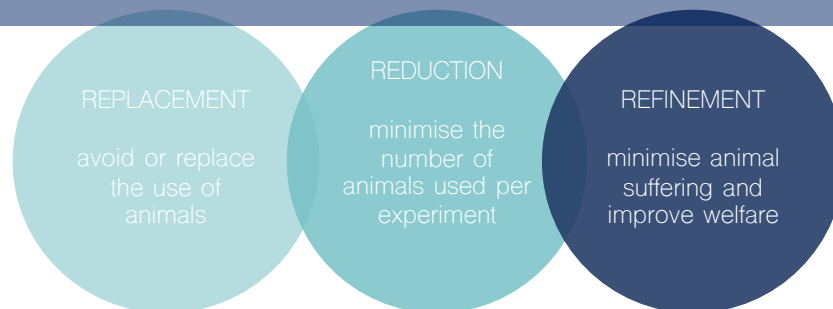 REPLACEMENT
avoid or replace
the use of
animals
REDUCTION
minimise the
number of
animals used per
experiment
REFINEMENT
minimise animal
suffering and
improve welfare